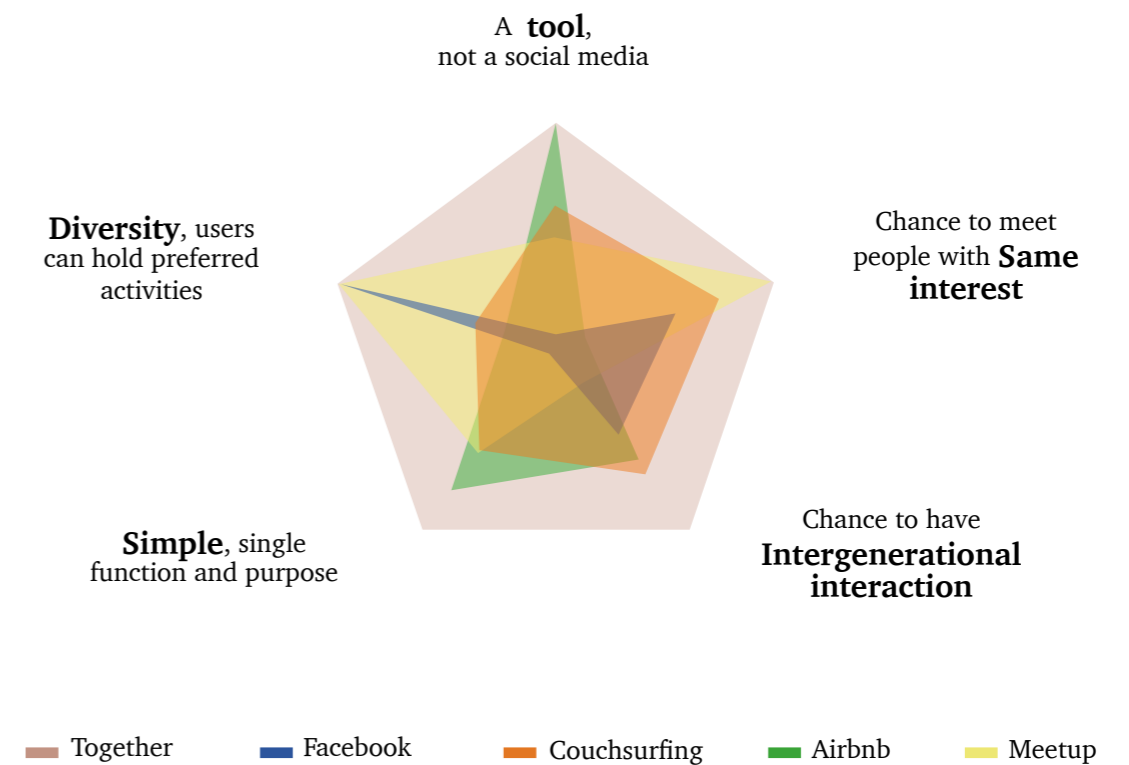 A tool,
not a social media
Diversity, users
can hold preferred
activities
Chance to meet
people with Same
interest
Simple, single
function and purpose
Chance to have
Intergenerational
interaction
Together
Facebook
Couchsurfing
Airbnb
Meetup